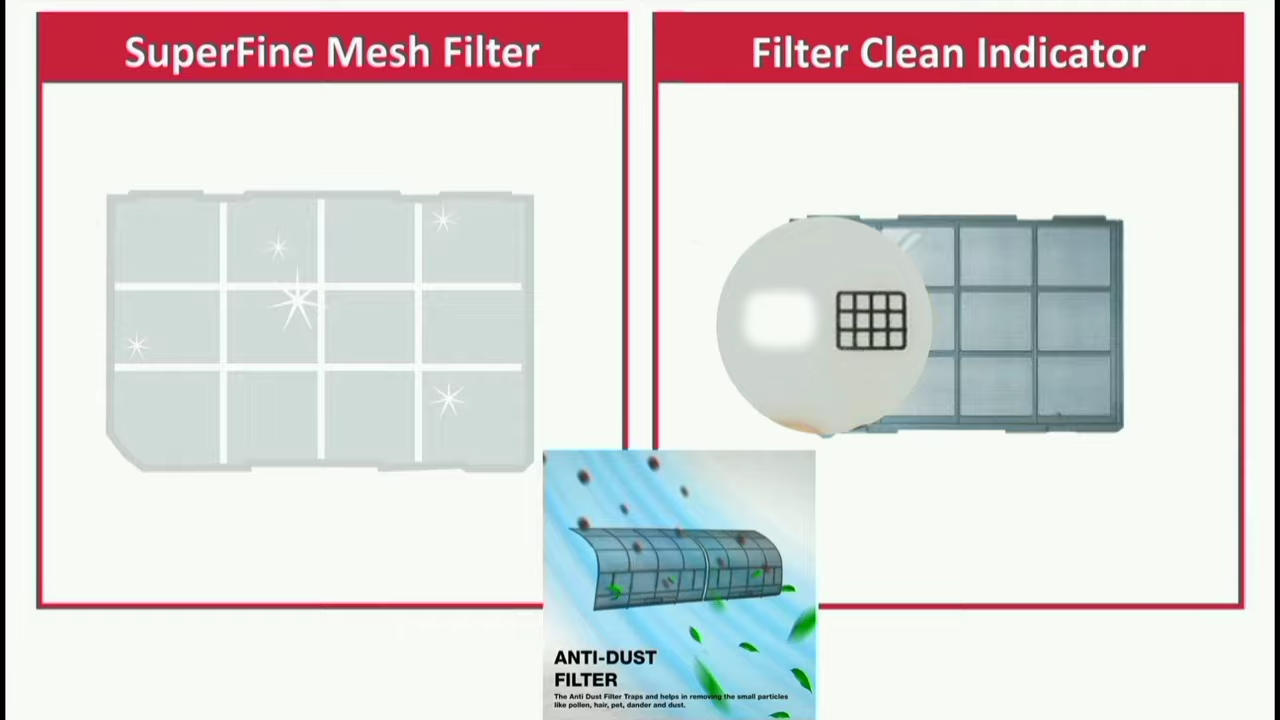 SuperFine Mesh Filter
Filter Clean Indicator
ANTI-DUST
FILTER
The Anti Dust Filter Traps and helps in removing the small particles
like pollen, hair, pet, dander and dust.